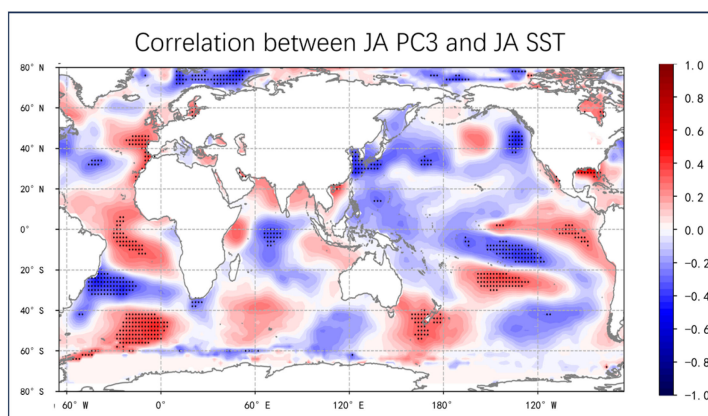 Correlation between JA PC3 and JA SST
80° N
60° N
40° N
20° N
0°
20° S
40° S
60° S
80° S
60° W
0°
60° E
120° E
180°
120° W
1.0
0.8
0.6
0.4
0.2
0.0
−0.2
−0.4
−0.6
−0.8
−1.0